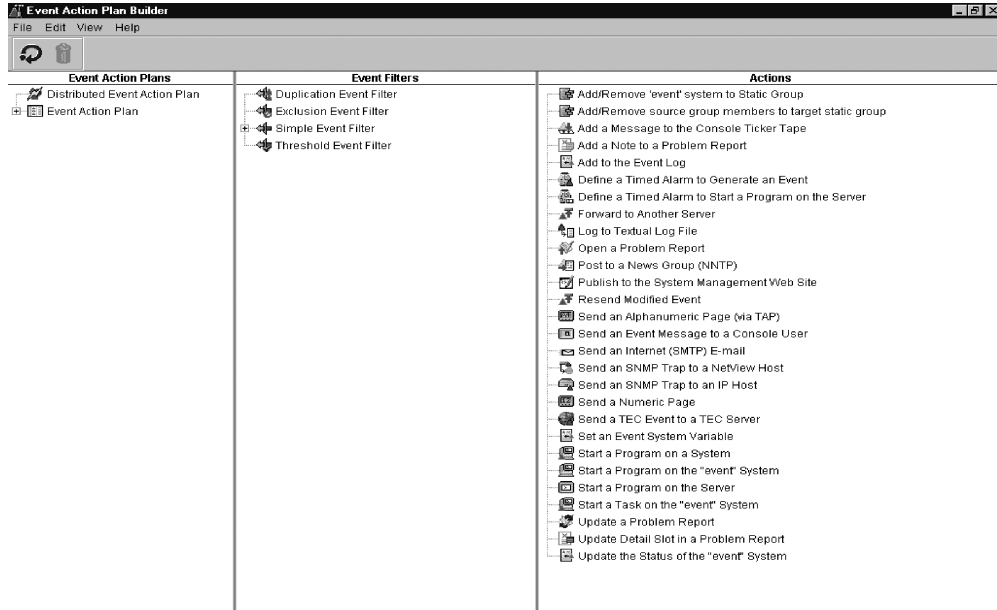 Event Action Plan Builder
File Edit View Help
Event Action Plans
Distributed Event Action Plan
Event Action Plan
Event Filters
Duplication Event Filter
Exclusion Event Filter
Simple Event Filter
Threshold Event Filter
Actions
Add/Remove 'event' system to Static Group
Add/Remove source group members to target static group
Add a Message to the Console Ticker Tape
Add a Note to a Problem Report
Add to the Event Log
Define a Timed Alarm to Generate an Event
Define a Timed Alarm to Start a Program on the Server
Forward to Another Server
Log to Textual Log File
Open a Problem Report
Post to a News Group (NNTP)
Publish to the System Management Web Site
Resend Modified Event
Send an Alphanumeric Page (via TAP)
Send an Event Message to a Console User
Send an Internet (SMTP) E-mail
Send an SNMP Trap to a NetView Host
Send an SNMP Trap to an IP Host
Send a Numeric Page
Send a TEC Event to a TEC Server
Set an Event System Variable
Start a Program on a System
Start a Program on the "event" System
Start a Program on the Server
Start a Task on the "event" System
Update a Problem Report
Update Detail Slot in a Problem Report
Update the Status of the "event" System